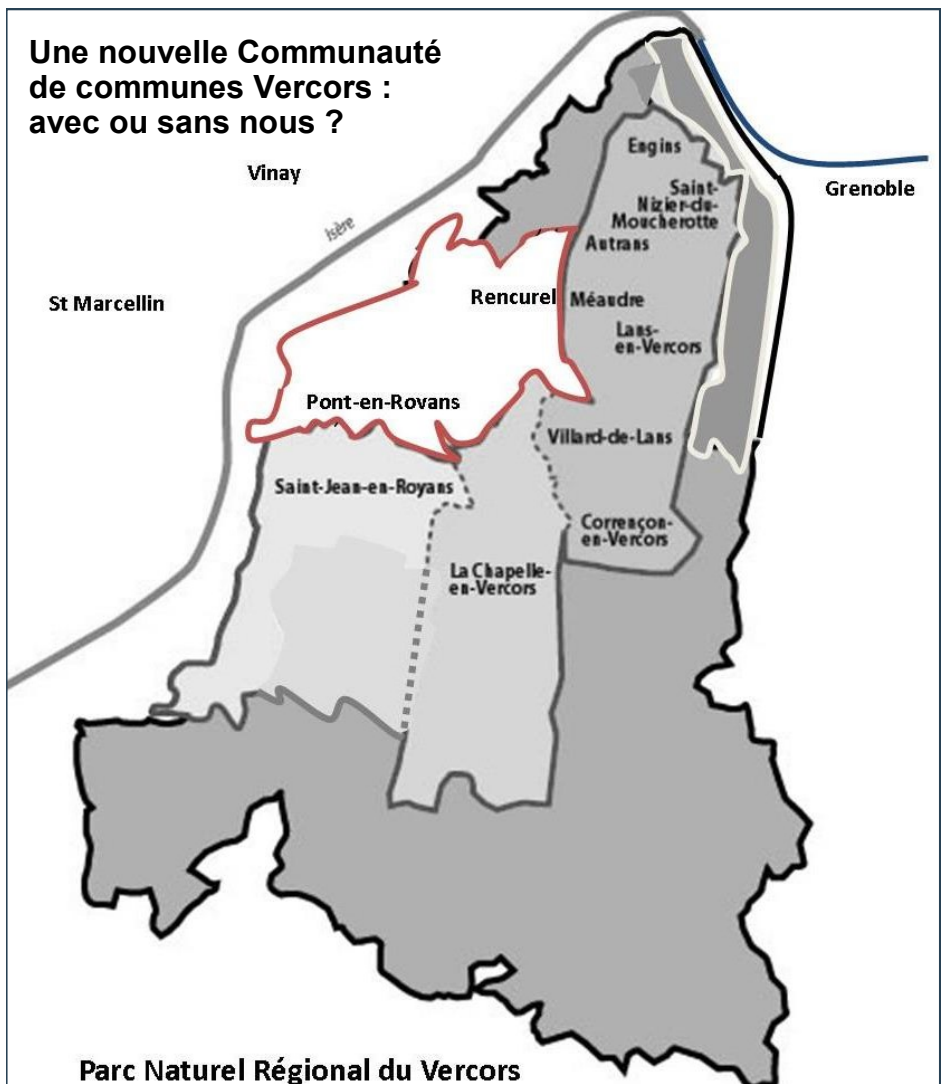 Une nouvelle Communauté
de communes Vercors :
avec ou sans nous ?
Vinay
Isère
Grenoble
Engins
Saint-
Nizier-du-
Moucherotte
Autrans
St Marcellin
Rencurel
Méaudre
Lans-
en-Vercors
Pont-en-Rovans
Villard-de-Lans
Saint-Jean-en-Royans
Corrençon-
en-Vercors
La Chapelle-
en-Vercors
Parc Naturel Régional du Vercors